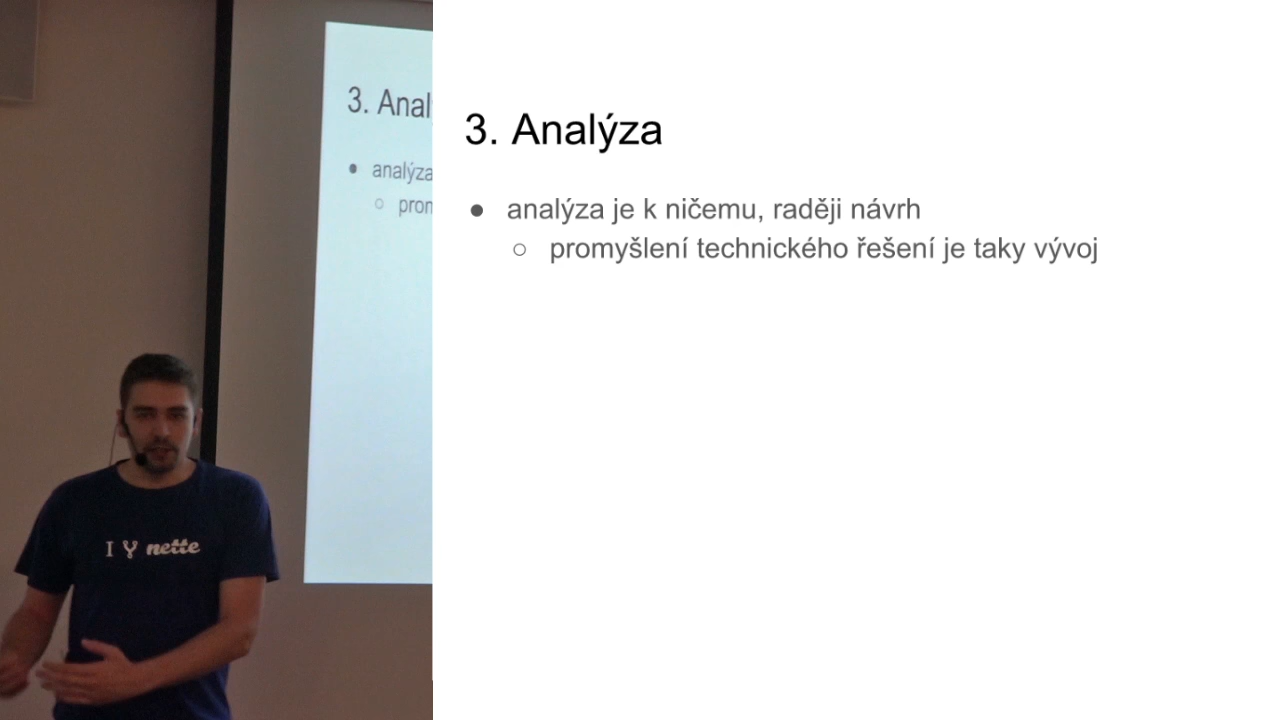 3. Anal
analýza
prom
I nette
3. Analýza
analýza je k ničemu, raději návrh
promyšlení technického řešení je taky vývoj